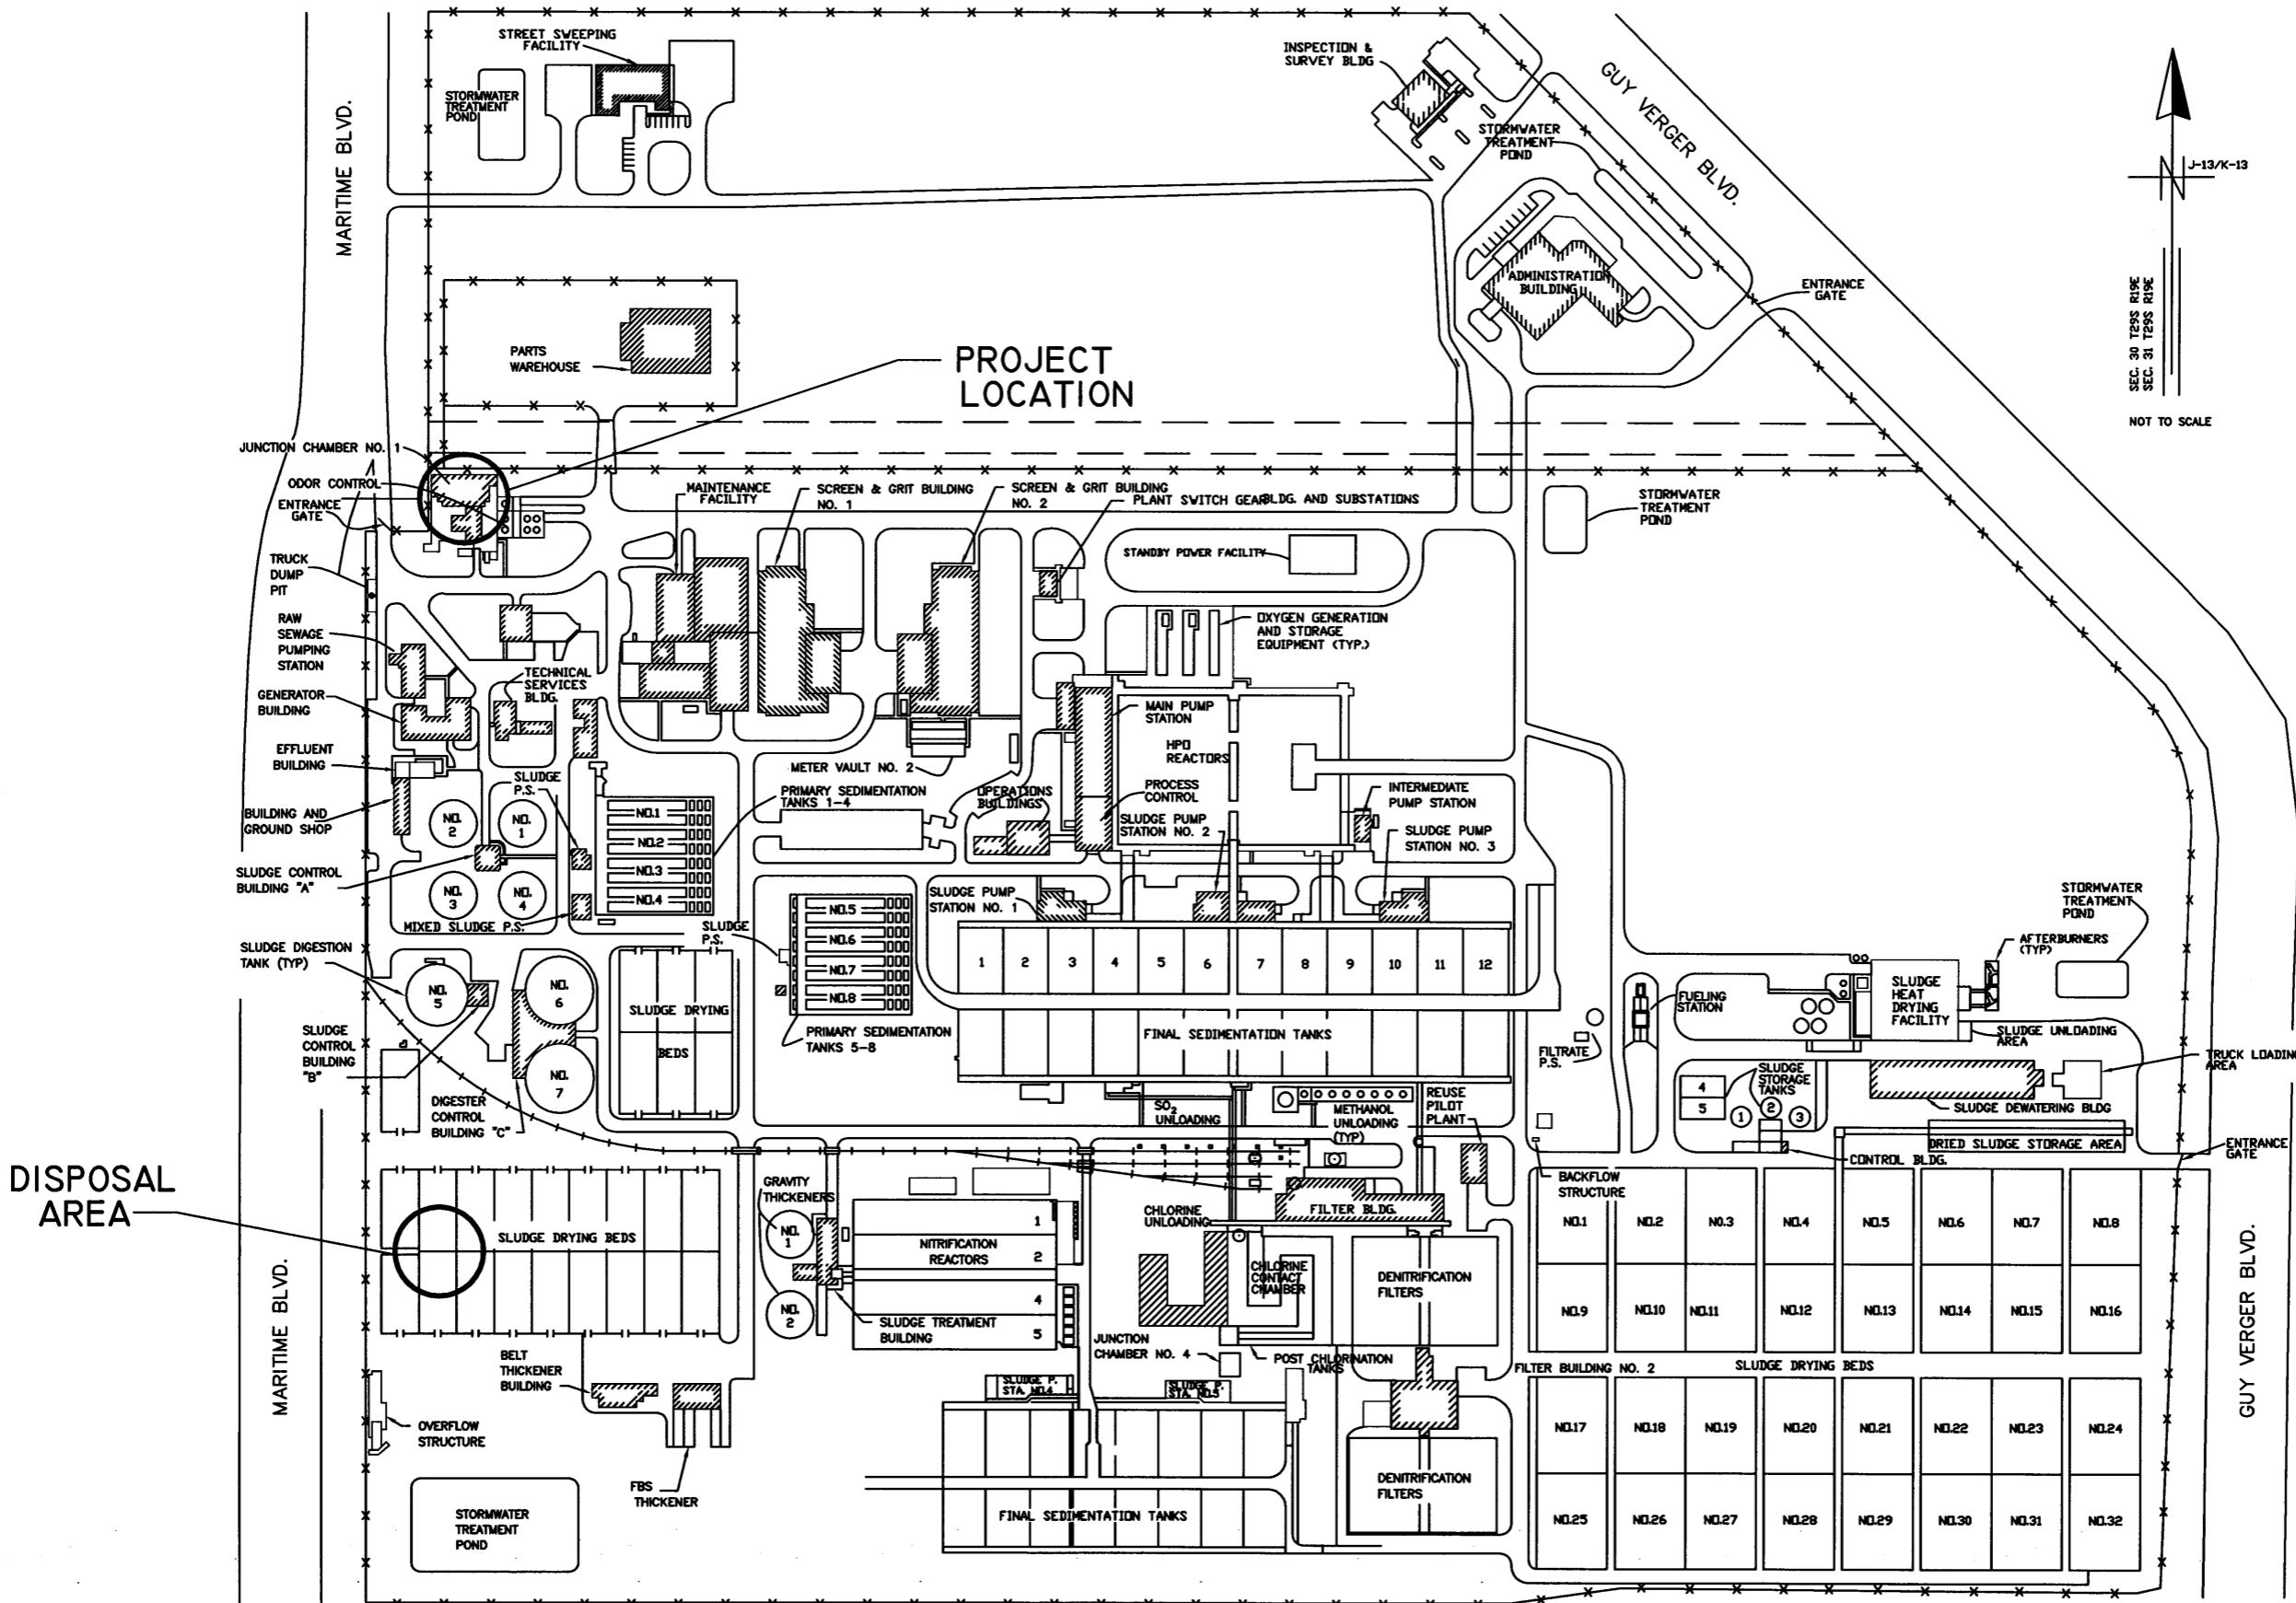 STREET SWEEPING
FACILITY
STORMWATER
TREATMENT
POND
MARITIME BLVD.
INSPECTION &
SURVEY BLDG
GUY VERGER BLVD.
STORMWATER
TREATMENT
POND
J-13/K-13
N
SEC. 30 T29S R19E
SEC. 31 T29S R19E
NOT TO SCALE
ADMINISTRATION
BUILDING
ENTRANCE
GATE
PARTS
WAREHOUSE
PROJECT
LOCATION
JUNCTION CHAMBER NO. 1
ODOR CONTROL
ENTRANCE
GATE
TRUCK
DUMP
PIT
RAW
SEWAGE
PUMPING
STATION
GENERATOR
BUILDING
EFFLUENT
BUILDING
BUILDING AND
GROUND SHOP
SLUDGE CONTROL
BUILDING "A"
SLUDGE DIGESTION
TANK (TYP)
SLUDGE
CONTROL
BUILDING
"B"
MAINTENANCE
FACILITY
SCREEN & GRIT BUILDING
NO. 1
SCREEN & GRIT BUILDING
NO. 2
PLANT SWITCH GEARBLDG. AND SUBSTATIONS
STORMWATER
TREATMENT
POND
STANDBY POWER FACILITY
OXYGEN GENERATION
AND STORAGE
EQUIPMENT (TYP.)
TECHNICAL
SERVICES
BLDG.
MAIN PUMP
STATION
HPO
REACTORS
PROCESS
CONTROL
METER VAULT NO. 2
SLUDGE
P.S.
PRIMARY SEDIMENTATION
TANKS 1-4
OPERATIONS
BUILDINGS
SLUDGE PUMP
STATION NO. 2
INTERMEDIATE
PUMP STATION
SLUDGE PUMP
STATION NO. 3
NO.
2
NO.
1
NO.
3
NO.
4
NO.1
NO.2
NO.3
NO.4
MIXED SLUDGE P.S.
SLUDGE
P.S.
NO.5
NO.6
NO.7
NO.8
PRIMARY SEDIMENTATION
TANKS 5-8
SLUDGE PUMP
STATION NO. 1
1 2 3 4 5 6 7 8 9 10 11 12
FINAL SEDIMENTATION TANKS
NO.
5
NO.
6
NO.
7
SLUDGE DRYING
BEDS
DIGESTER
CONTROL
BUILDING "C"
STORMWATER
TREATMENT
POND
AFTERBURNERS
(TYP)
SLUDGE
HEAT
DRYING
FACILITY
FUELING
STATION
FILTRATE
P.S.
SLUDGE UNLOADING
AREA
TRUCK LOADING
AREA
SLUDGE
STORAGE
TANKS
4
5
1
2
3
SLUDGE DEWATERING BLDG
DRIED SLUDGE STORAGE AREA
CONTROL BLDG.
ENTRANCE
GATE
SO2
UNLOADING
METHANOL
UNLOADING
(TYP)
REUSE
PILOT
PLANT
BACKFLOW
STRUCTURE
DISPOSAL
AREA
SLUDGE DRYING BEDS
MARITIME BLVD.
GRAVITY
THICKENERS
NO.
1
NO.
2
NITRIFICATION
REACTORS
1
2
4
5
SLUDGE TREATMENT
BUILDING
CHLORINE
UNLOADING
FILTER BLDG.
CHLORINE
CONTACT
CHAMBER
DENITRIFICATION
FILTERS
JUNCTION
CHAMBER NO. 4
POST CHLORINATION
TANKS
FILTER BUILDING NO. 2
SLUDGE DRYING BEDS
NO.1 NO.2 NO.3 NO.4 NO.5 NO.6 NO.7 NO.8
NO.9 NO.10 NO.11 NO.12 NO.13 NO.14 NO.15 NO.16
NO.17 NO.18 NO.19 NO.20 NO.21 NO.22 NO.23 NO.24
NO.25 NO.26 NO.27 NO.28 NO.29 NO.30 NO.31 NO.32
GUY VERGER BLVD.
BELT
THICKENER
BUILDING
OVERFLOW
STRUCTURE
FBS
THICKENER
STORMWATER
TREATMENT
POND
SLUDGE P.
STA. NO.4
SLUDGE P.
STA. NO.5
FINAL SEDIMENTATION TANKS
DENITRIFICATION
FILTERS